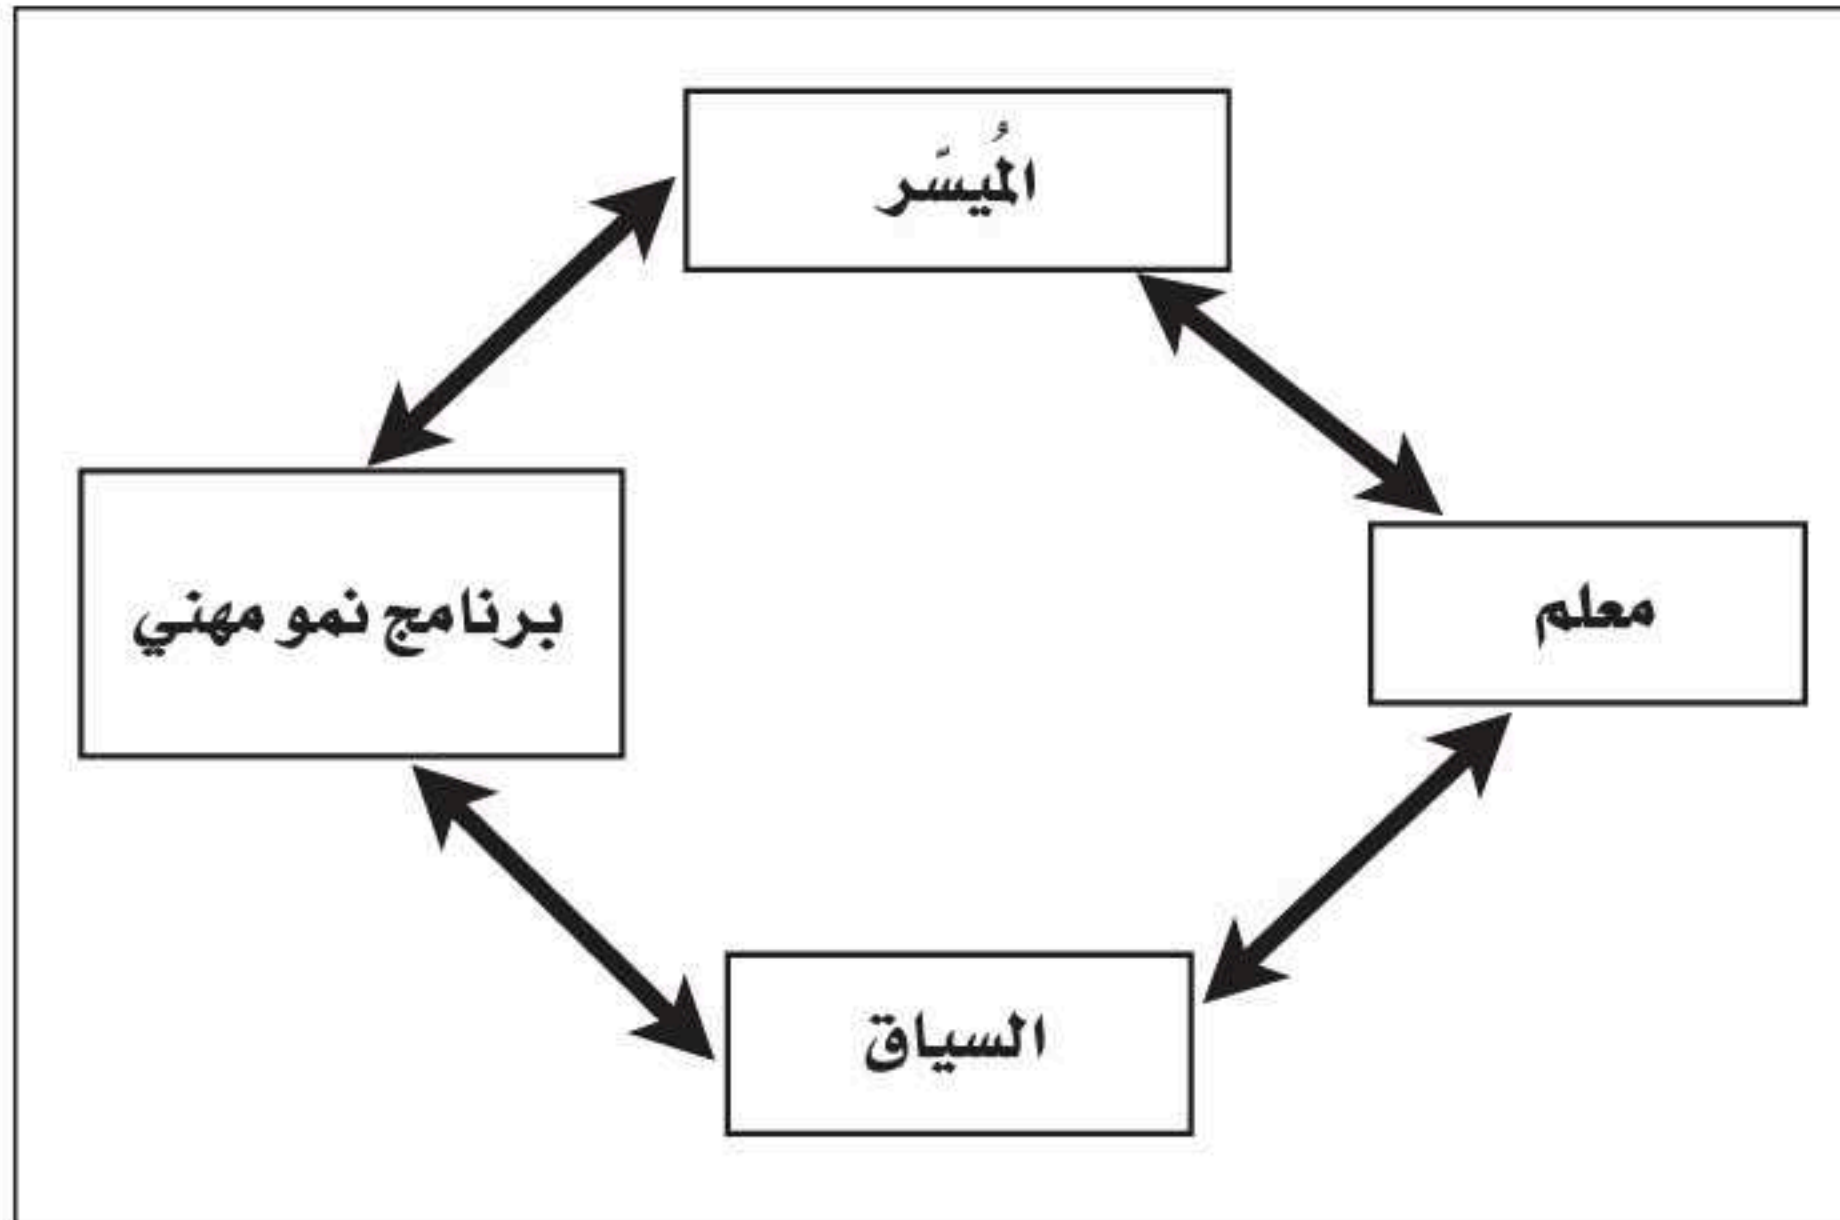 المُيسَّر
معلم
برنامج نمو مهني
السياق